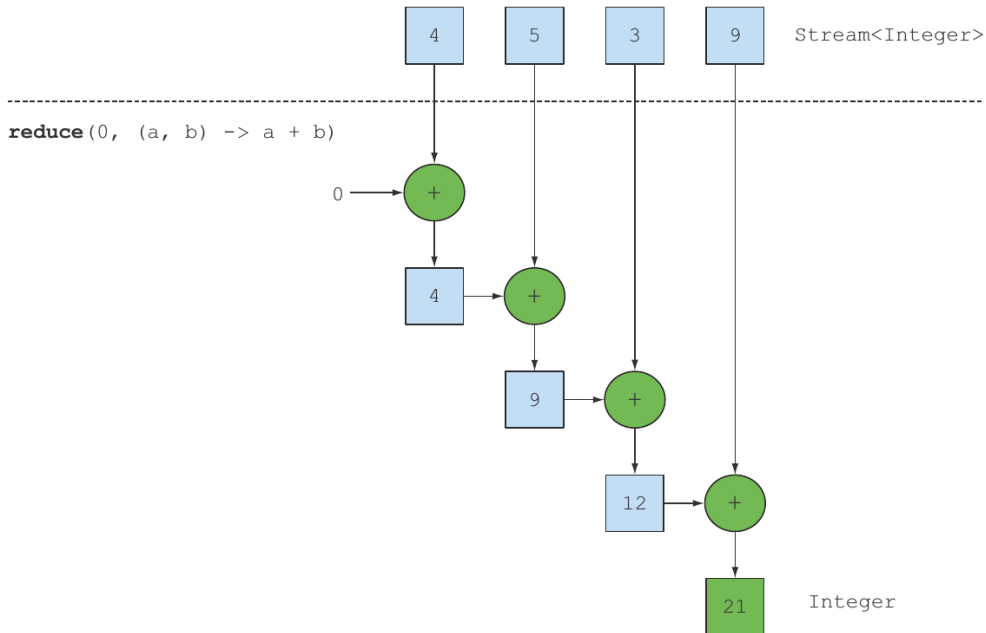 4 5 3 9 Stream<Integer>
reduce(0, (a, b) -> a + b)
0 +
4 +
9 +
12 +
21 Integer